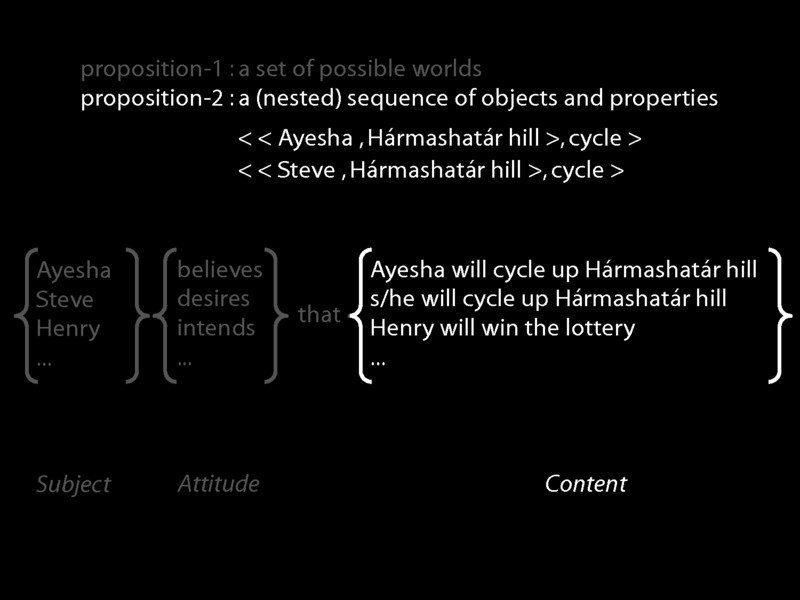 proposition-1 : a set of possible worlds
proposition-2 : a (nested) sequence of objects and properties
< < Ayesha , Hármashatár hill >, cycle >
< < Steve , Hármashatár hill >, cycle >
Ayesha
Steve
Henry
...
believes
desires
intends
...
that
Ayesha will cycle up Hármashatár hill
s/he will cycle up Hármashatár hill
Henry will win the lottery
...
Subject
Attitude
Content